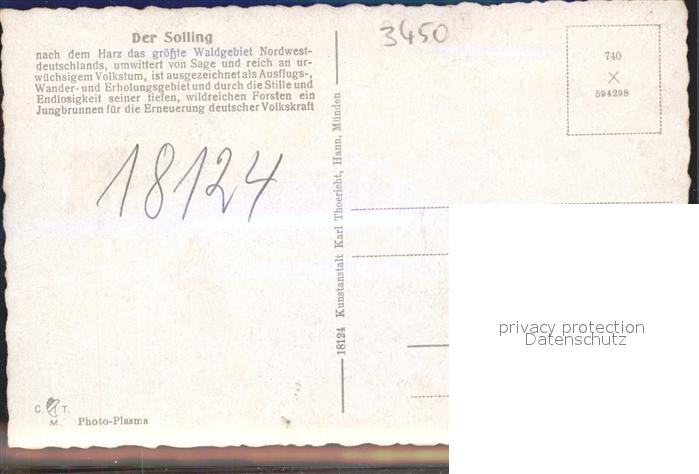 Der Solling
nach dem Harz das größte Waldgebiet Nordwest-
deutschlands, umwittert von Sage und reich an ur-
wüchsigem Volkstum, ist ausgezeichnet als Ausflugs-,
Wander- und Erholungsgebiet und durch die Stille und
Endlosigkeit seiner tiefen, wildreichen Forsten ein
Jungbrunnen für die Erneuerung deutscher Volkskraft
3450
740
594298
18124
18124 Kunstanstalt Karl Thoericht, Hann. Münden
privacy protection
Datenschutz
C. T.
M.
Photo-Plasma